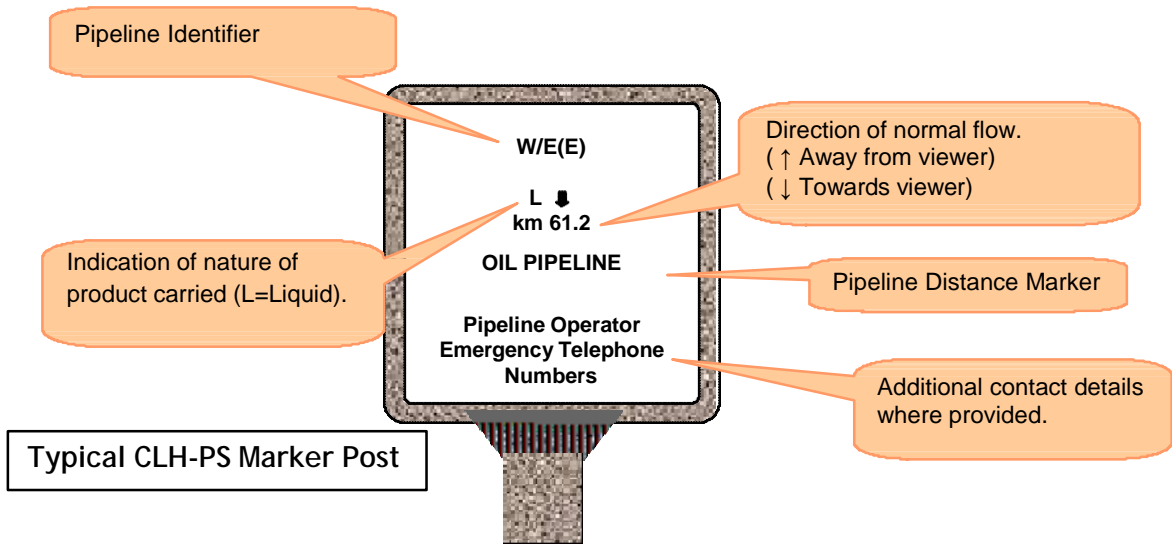 Pipeline Identifier
W/E(E)
Direction of normal flow.
( ↑ Away from viewer)
( ↓ Towards viewer)
L ⬇
km 61.2
Indication of nature of
product carried (L=Liquid).
OIL PIPELINE
Pipeline Distance Marker
Pipeline Operator
Emergency Telephone
Numbers
Additional contact details
where provided.
Typical CLH-PS Marker Post